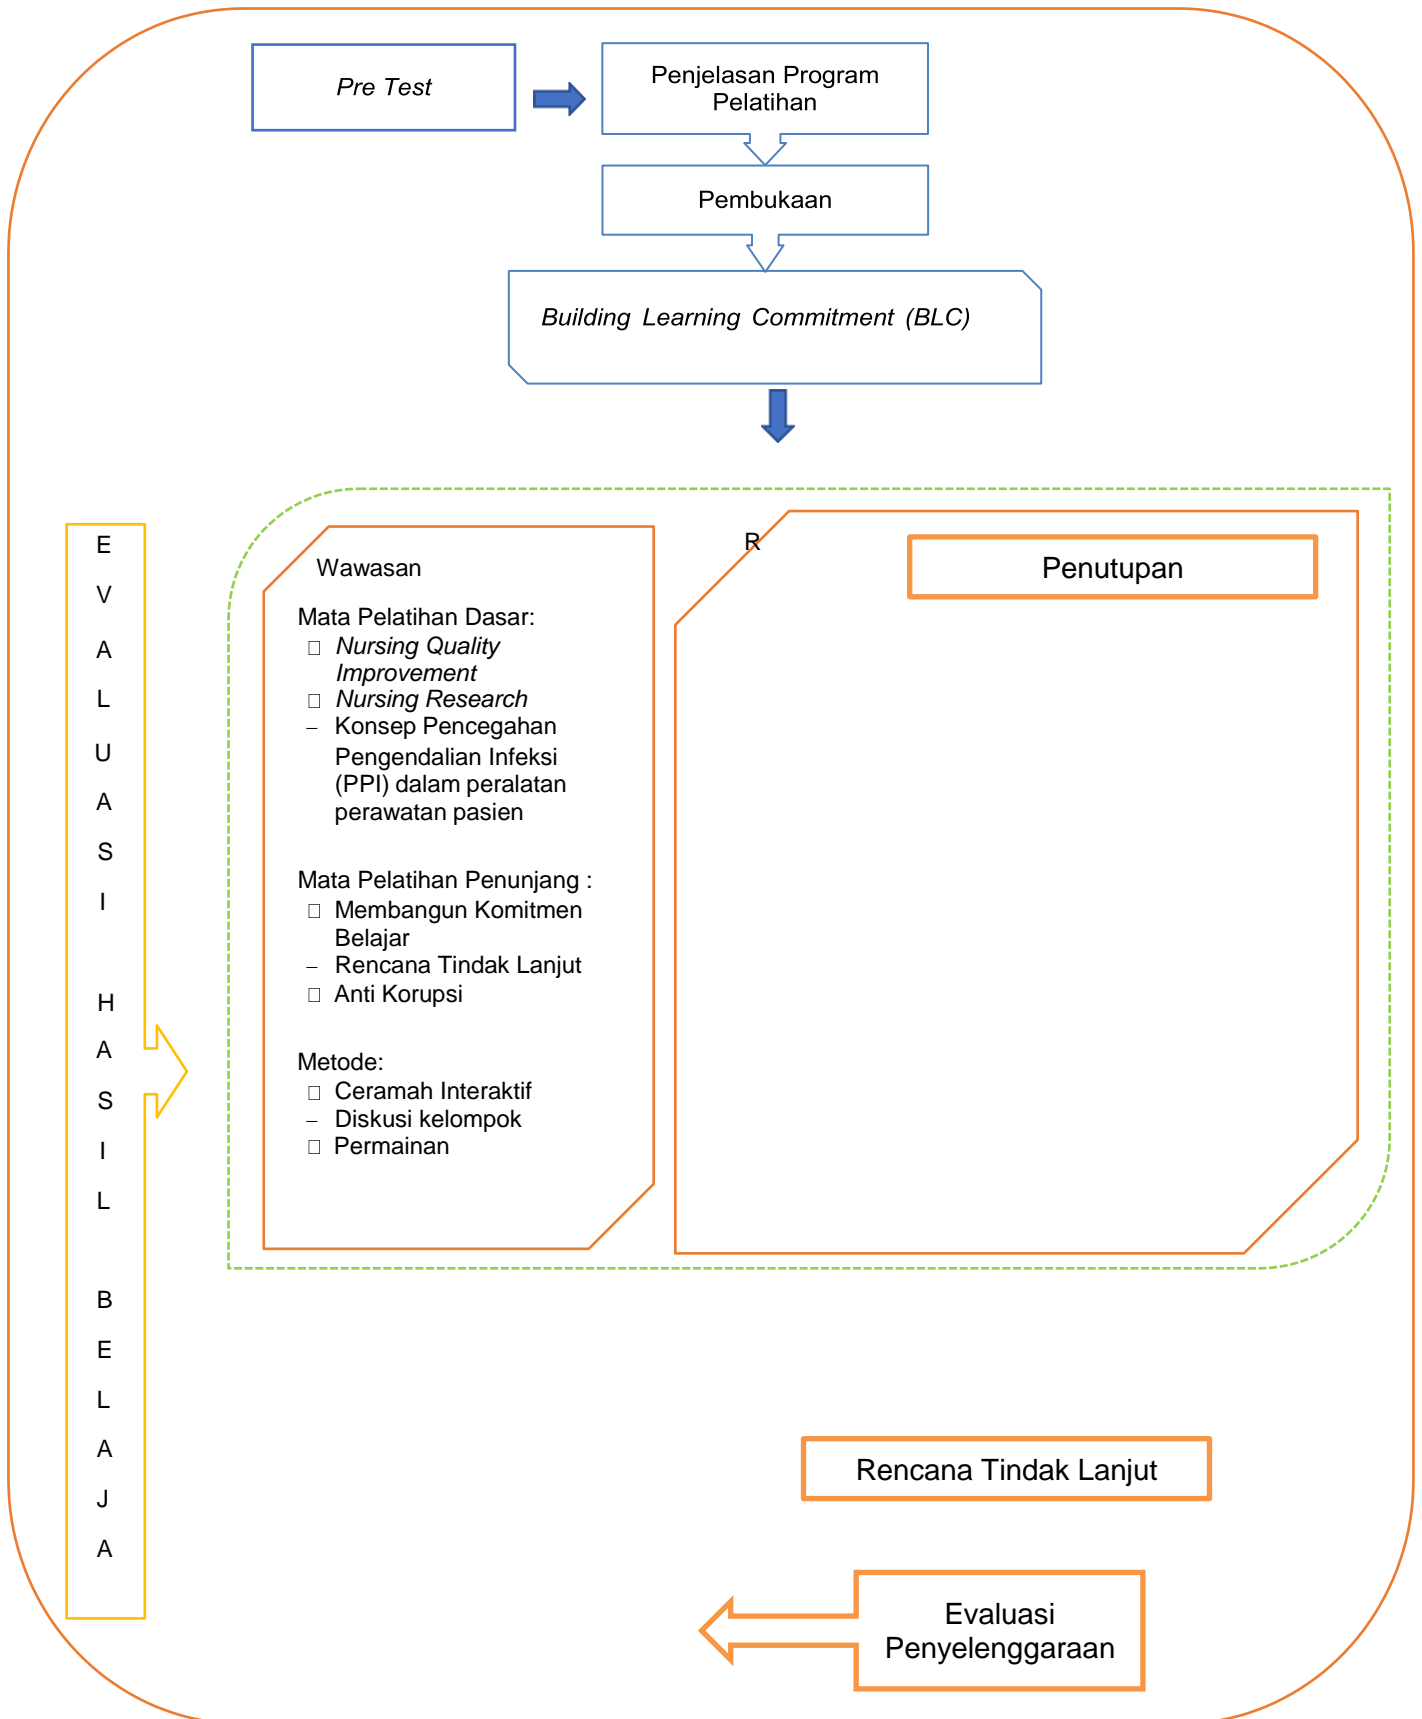 Pre Test
Penjelasan Program
Pelatihan
Pembukaan
Building Learning Commitment (BLC)
E
V
A
L
U
A
S
I
H
A
S
I
L
B
E
L
A
J
A
Wawasan
Mata Pelatihan Dasar:
Nursing Quality
Improvement
Nursing Research
– Konsep Pencegahan
Pengendalian Infeksi
(PPI) dalam peralatan
perawatan pasien
Mata Pelatihan Penunjang :
Membangun Komitmen
Belajar
– Rencana Tindak Lanjut
Anti Korupsi
Metode:
Ceramah Interaktif
– Diskusi kelompok
Permainan
R
Penutupan
Rencana Tindak Lanjut
Evaluasi
Penyelenggaraan